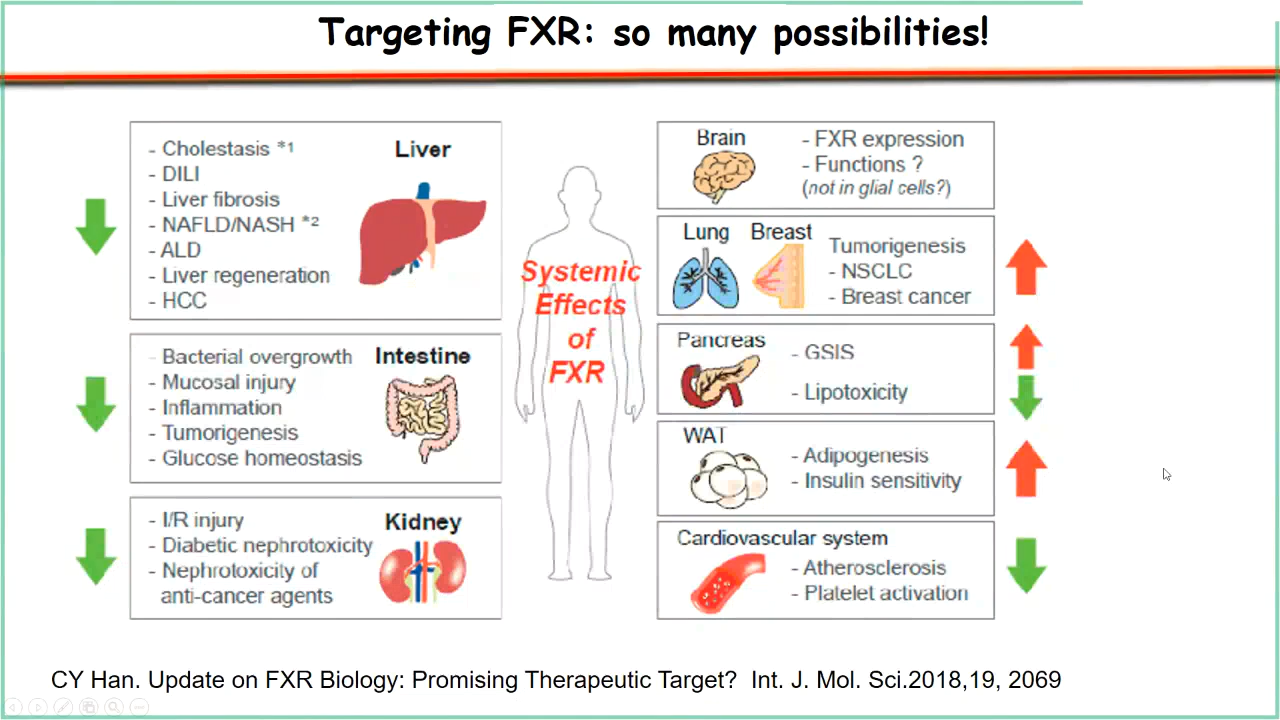 Targeting FXR: so many possibilities!
- Cholestasis *1
- DILI
- Liver fibrosis
- NAFLD/NASH *2
- ALD
- Liver regeneration
- HCC
Liver
- Bacterial overgrowth
- Mucosal injury
- Inflammation
- Tumorigenesis
- Glucose homeostasis
Intestine
- I/R injury
- Diabetic nephrotoxicity
- Nephrotoxicity of
anti-cancer agents
Kidney
Systemic
Effects
of
FXR
Brain
- FXR expression
- Functions ?
(not in glial cells?)
Lung
Breast
Tumorigenesis
- NSCLC
- Breast cancer
Pancreas
- GSIS
- Lipotoxicity
WAT
- Adipogenesis
- Insulin sensitivity
Cardiovascular system
- Atherosclerosis
- Platelet activation
CY Han. Update on FXR Biology: Promising Therapeutic Target? Int. J. Mol. Sci.2018,19, 2069